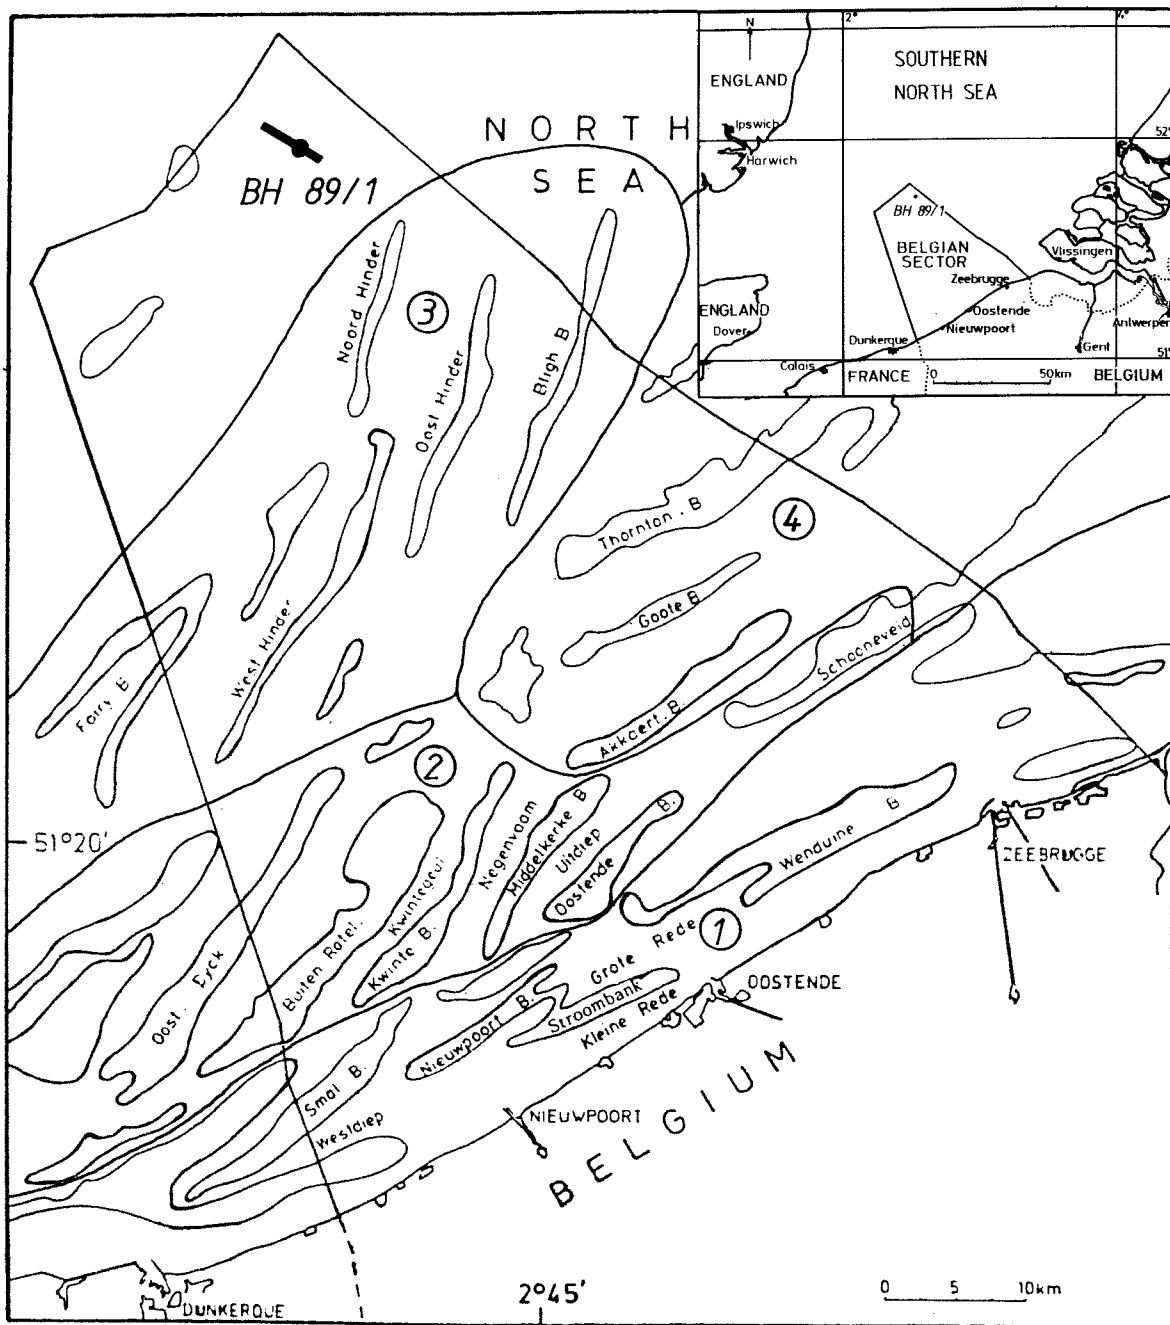 N
2°
SOUTHERN
NORTH SEA
ENGLAND
Ipswich
Harwich
52°
BH 89/1
BELGIAN
SECTOR
Vlissingen
Zeebrugge
ENGLAND
Dover
Oostende
Nieuwpoort
Antwerpen
Dunkerque
Gent
51°
Calais
FRANCE
0 50km
BELGIUM
NORTH
SEA
BH 89/1
Noord Hinder
3
Oost Hinder
Bligh B
Thornton . B
4
Goote B
West Hinder
Fairy B
Schooneveld
Akkaert . B.
2
51°20'
Negenvaam
Middelkerke B
Uitdiep
Oostende B.
Wenduine B
ZEEBRUGGE
Oost . Dyck
Buiten Ratel .
Kwintegeul
Kwinte B.
Grote Rede
1
Nieuwpoort B.
Stroombank
Kleine Rede
OOSTENDE
Smal B.
Westdiep
NIEUWPOORT
BELGIUM
DUNKERQUE
2°45'
0 5 10km